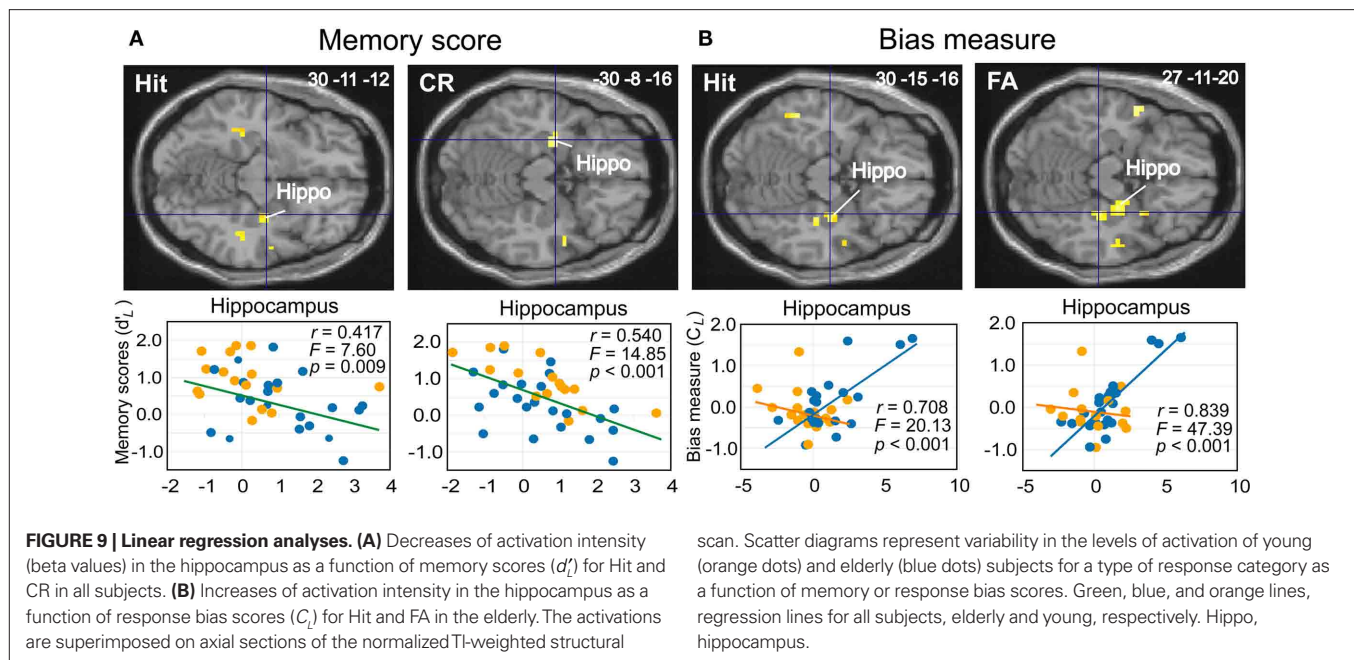 A Memory score
Hit 30 -11 -12
Hippo
CR -30 -8 -16
Hippo
Hippocampus
Memory scores (d'L)
2.0
1.0
0.0
-1.0
r = 0.417
F = 7.60
p = 0.009
-2 -1 0 1 2 3 4
Hippocampus
r = 0.540
F = 14.85
p < 0.001
-2 -1 0 1 2 3 4
B Bias measure
Hit 30 -15 -16
Hippo
FA 27 -11-20
Hippo
Hippocampus
Bias measure (CL)
2.0
1.0
0.0
-1.0
r = 0.708
F = 20.13
p < 0.001
-5 0 5 10
Hippocampus
2.0
1.0
0.0
-1.0
r = 0.839
F = 47.39
p < 0.001
-5 0 5 10
FIGURE 9 | Linear regression analyses. (A) Decreases of activation intensity
(beta values) in the hippocampus as a function of memory scores (d'L) for Hit and
CR in all subjects. (B) Increases of activation intensity in the hippocampus as a
function of response bias scores (CL) for Hit and FA in the elderly. The activations
are superimposed on axial sections of the normalized TI-weighted structural
scan. Scatter diagrams represent variability in the levels of activation of young
(orange dots) and elderly (blue dots) subjects for a type of response category as
a function of memory or response bias scores. Green, blue, and orange lines,
regression lines for all subjects, elderly and young, respectively. Hippo,
hippocampus.